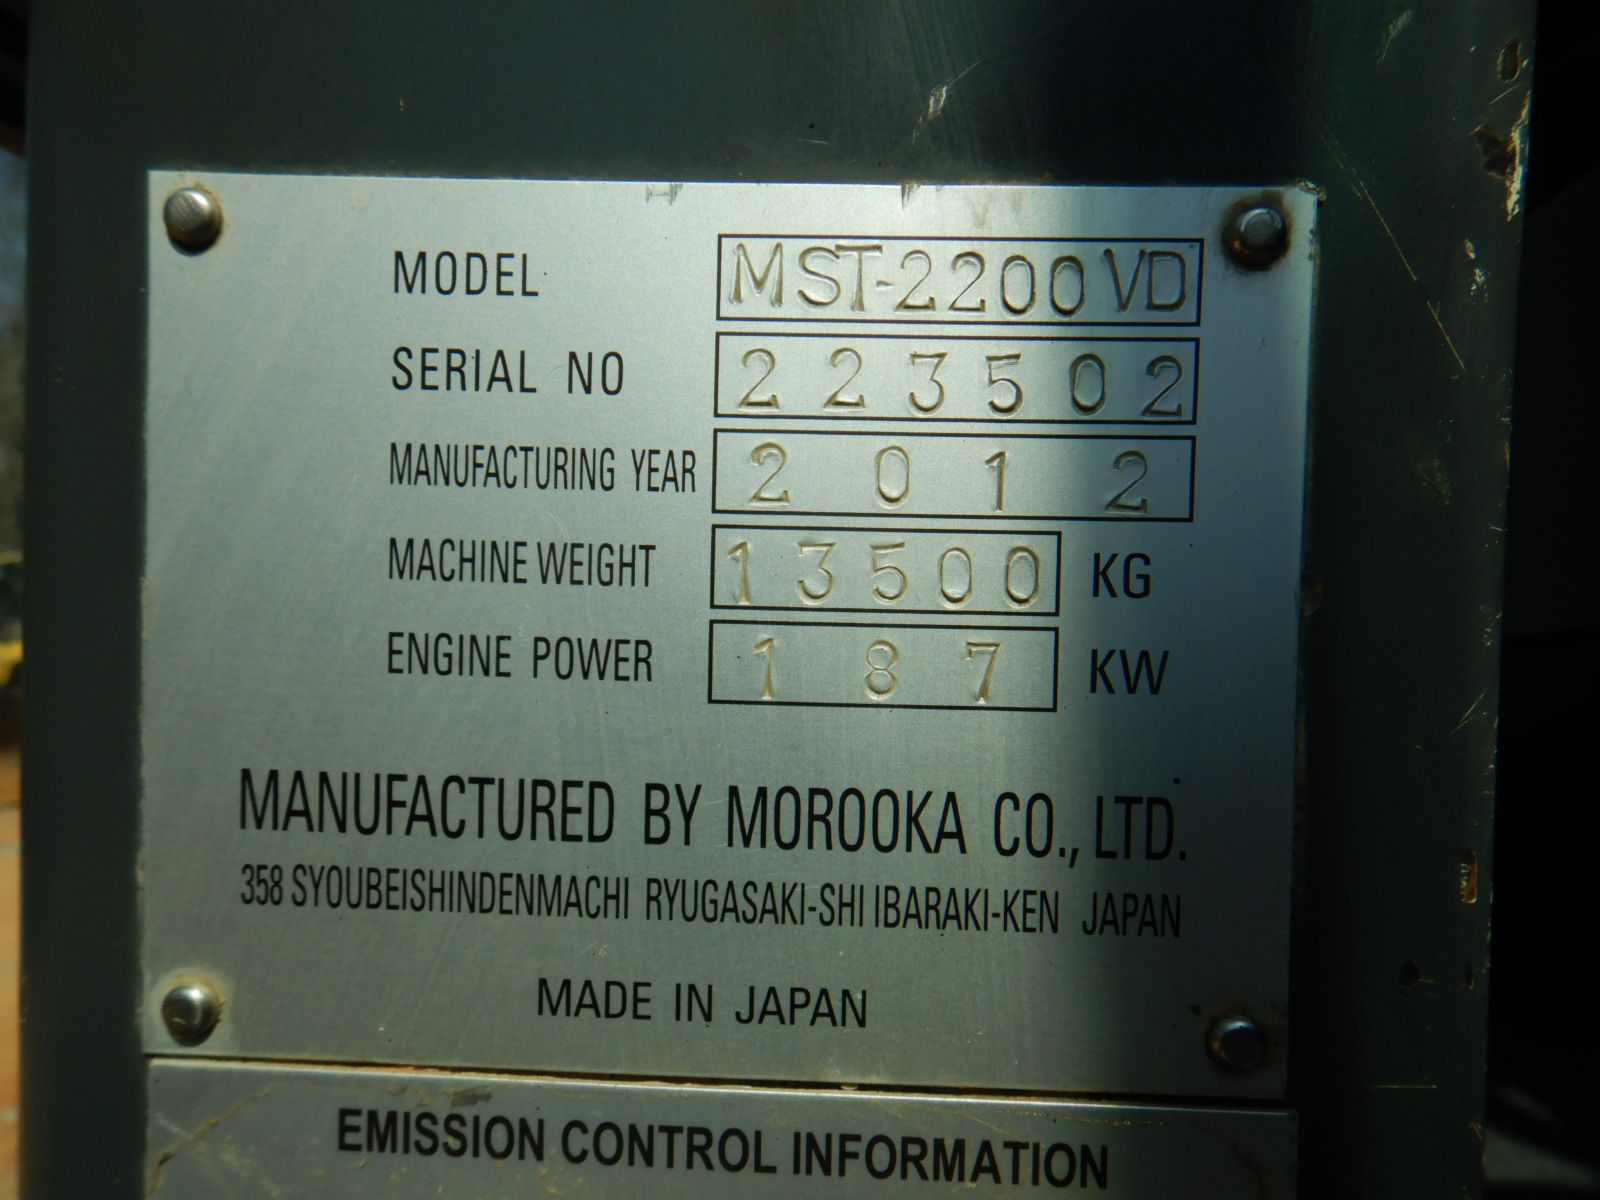 MODEL MST-2200VD
SERIAL NO 223502
MANUFACTURING YEAR 2012
MACHINE WEIGHT 13500 KG
ENGINE POWER 187 KW
MANUFACTURED BY MOROOKA CO., LTD.
358 SYOUBEISHINDENMACHI RYUGASAKI-SHI IBARAKI-KEN JAPAN
MADE IN JAPAN
EMISSION CONTROL INFORMATION